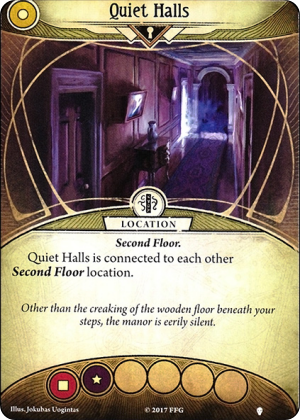 Quiet Halls
LOCATION
Second Floor.
Quiet Halls is connected to each other
Second Floor location.
Other than the creaking of the wooden floor beneath your
steps, the manor is eerily silent.
Illus. Jokubas Uogintas
© 2017 FFG